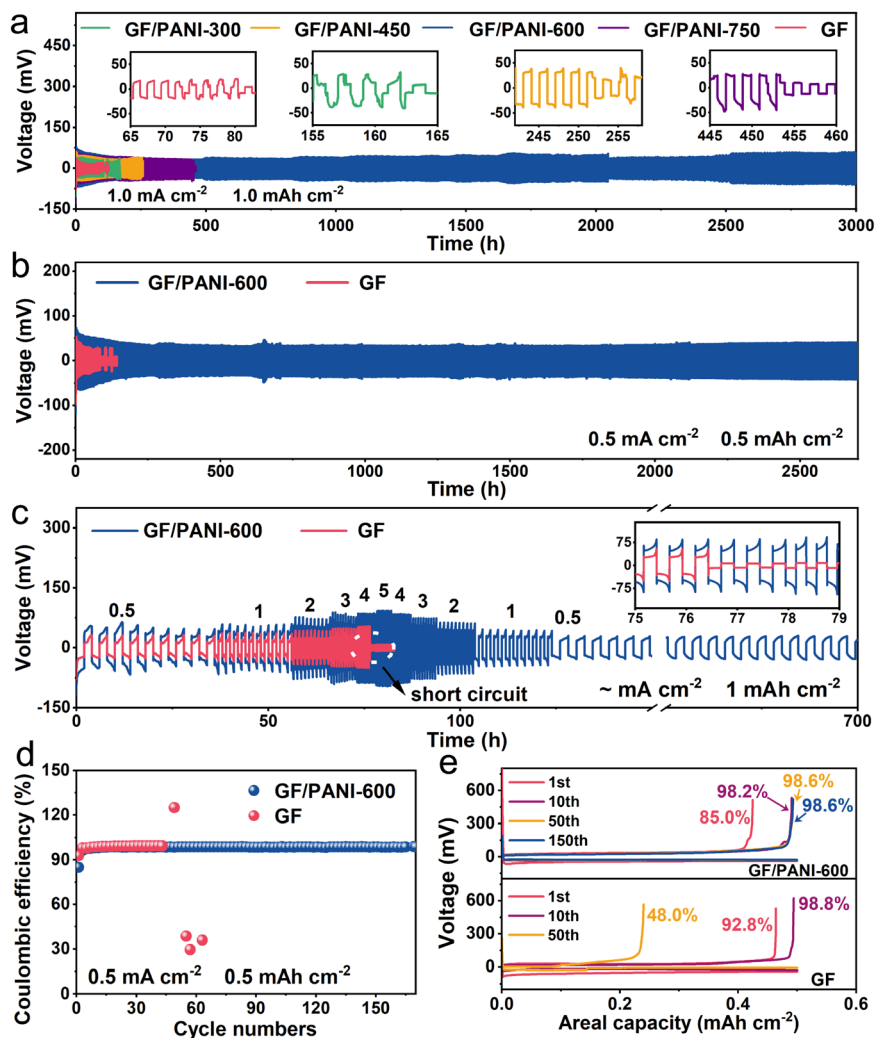 a
GF/PANI-300 GF/PANI-450 GF/PANI-600 GF/PANI-750 GF
Voltage (mV)
450
300
150
0
-150
50
0
-50
65 70 75 80
50
0
-50
155 160 165
50
0
-50
245 250 255
50
0
-50
445 450 455 460
1.0 mA cm-2 1.0 mAh cm-2
0 500 1000 1500 2000 2500 3000
Time (h)
b
GF/PANI-600 GF
Voltage (mV)
200
100
0
-100
-200
0.5 mA cm-2 0.5 mAh cm-2
0 500 1000 1500 2000 2500
Time (h)
c
GF/PANI-600 GF
Voltage (mV)
300
150
0
-150
75
0
-75
75 76 77 78 79
0.5 1 2 3 4 5 4 3 2 1 0.5
short circuit
~ mA cm-2 1 mAh cm-2
0 50 100 700
Time (h)
d
Coulombic efficiency (%)
150
120
90
60
30
0
GF/PANI-600
GF
0.5 mA cm-2 0.5 mAh cm-2
0 30 60 90 120 150
Cycle numbers
e
Voltage (mV)
600
300
0
1st
10th
50th
150th
85.0%
98.2%
98.6%
98.6%
GF/PANI-600
600
300
0
1st
10th
50th
48.0%
92.8%
98.8%
GF
0.0 0.2 0.4 0.6
Areal capacity (mAh cm-2)